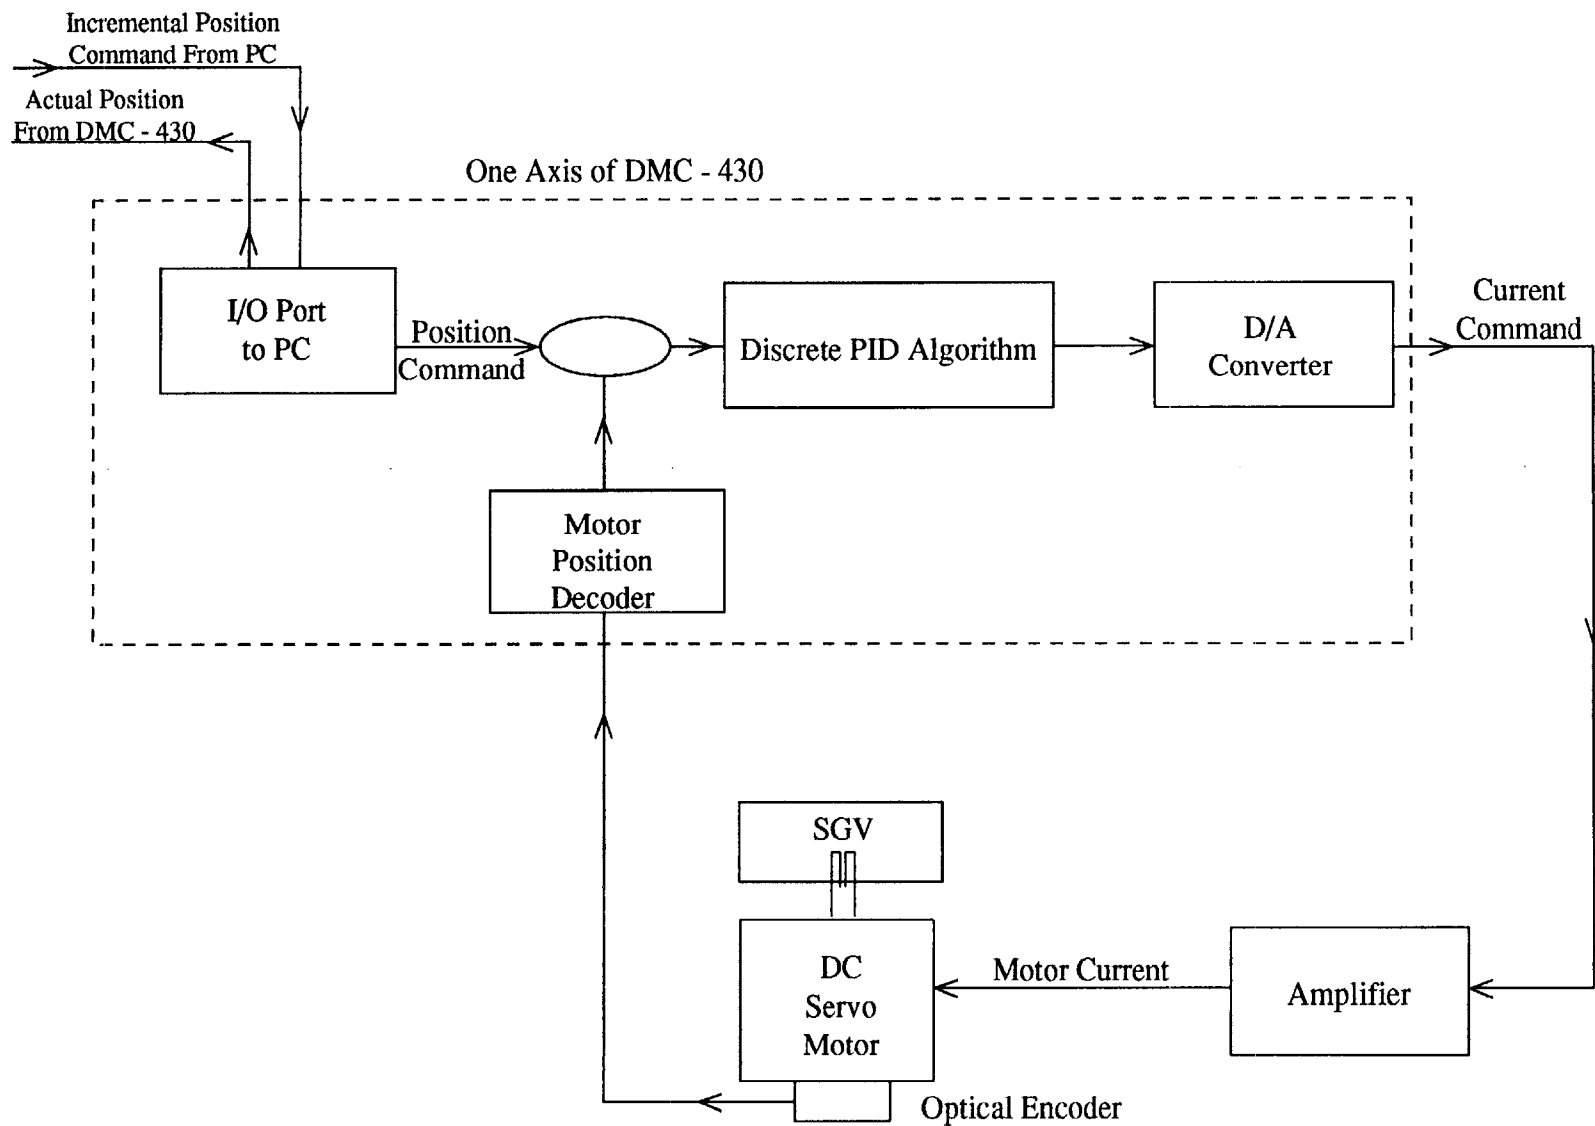 Incremental Position
Command From PC
Actual Position
From DMC - 430
One Axis of DMC - 430
I/O Port
to PC
Position
Command
Discrete PID Algorithm
D/A
Converter
Current
Command
Motor
Position
Decoder
SGV
DC
Servo
Motor
Motor Current
Amplifier
Optical Encoder